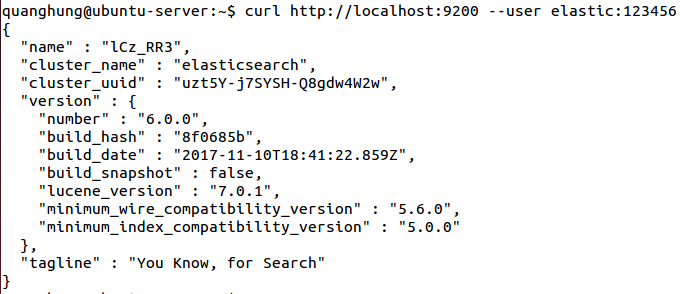 quanghung@ubuntu-server:~$ curl http://localhost:9200 --user elastic:123456
{
  "name" : "lCz_RR3",
  "cluster_name" : "elasticsearch",
  "cluster_uuid" : "uzt5Y-j7SYSH-Q8gdw4W2w",
  "version" : {
    "number" : "6.0.0",
    "build_hash" : "8f0685b",
    "build_date" : "2017-11-10T18:41:22.859Z",
    "build_snapshot" : false,
    "lucene_version" : "7.0.1",
    "minimum_wire_compatibility_version" : "5.6.0",
    "minimum_index_compatibility_version" : "5.0.0"
  },
  "tagline" : "You Know, for Search"
}